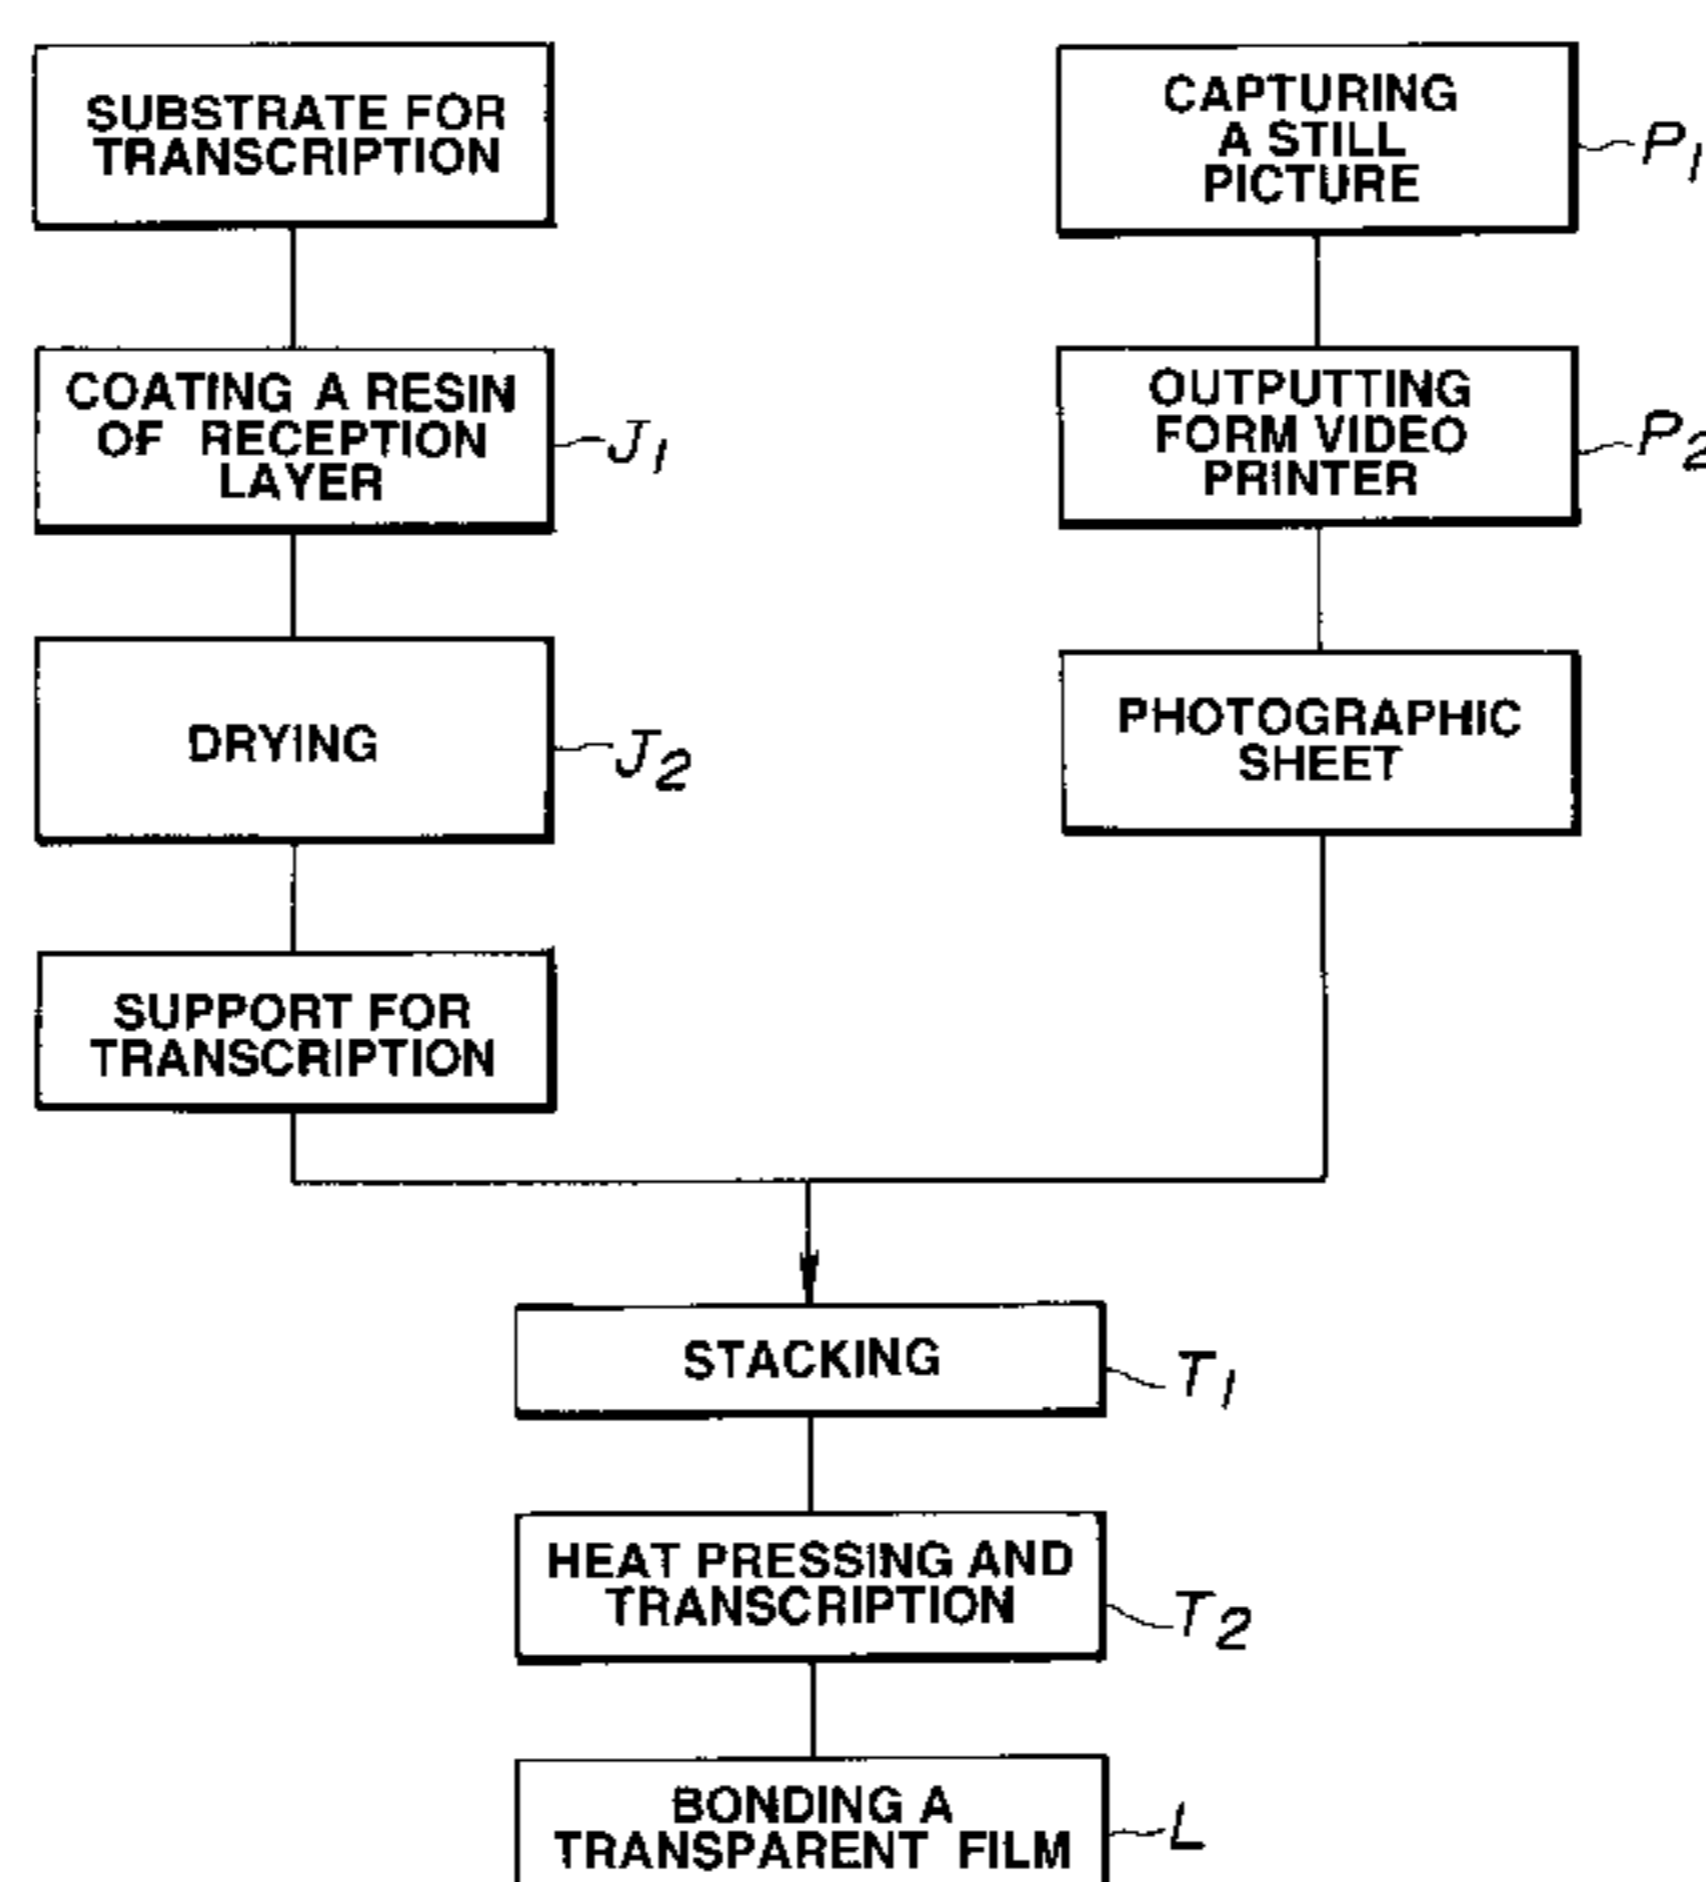 SUBSTRATE FOR
TRANSCRIPTION
COATING A RESIN
OF RECEPTION
LAYER
J1
DRYING
J2
SUPPORT FOR
TRANSCRIPTION
CAPTURING
A STILL
PICTURE
P1
OUTPUTTING
FORM VIDEO
PRINTER
P2
PHOTOGRAPHIC
SHEET
STACKING
T1
HEAT PRESSING AND
TRANSCRIPTION
T2
BONDING A
TRANSPARENT FILM
L